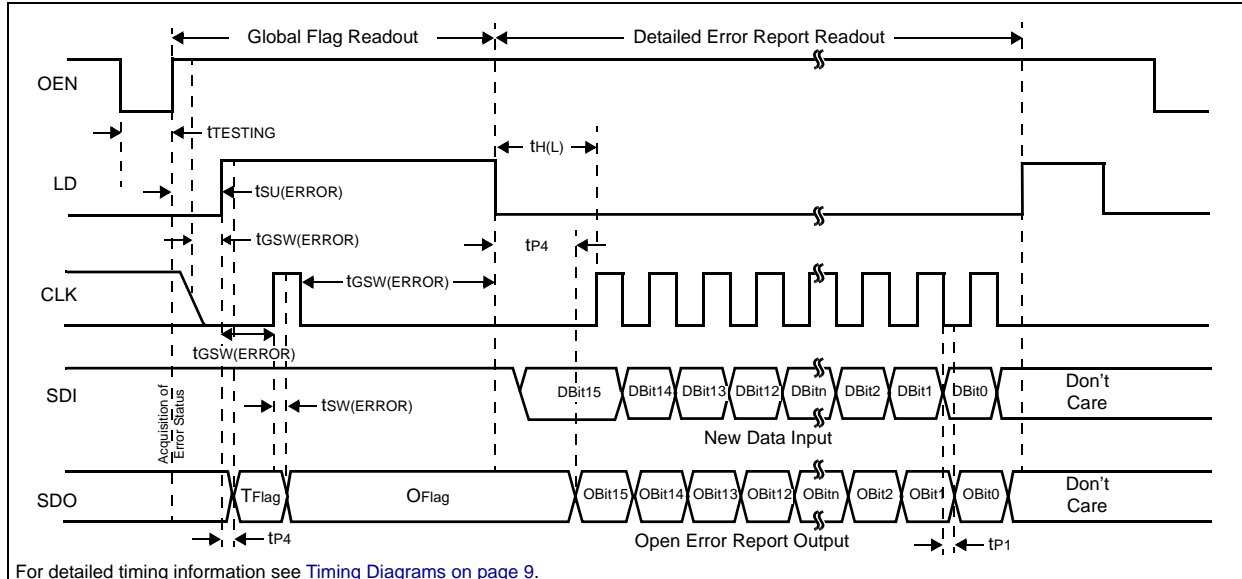 Global Flag Readout
Detailed Error Report Readout
OEN
tTESTING
tH(L)
LD
tSU(ERROR)
tGSW(ERROR)
tP4
tGSW(ERROR)
CLK
tGSW(ERROR)
SDI
DBit15 DBit14 DBit13 DBit12 DBitn DBit2 DBit1 DBit0
Don't
Care
tSW(ERROR)
Acquisition of
Error Status
New Data Input
SDO
TFlag
OFlag
OBit15 OBit14 OBit13 OBit12 OBitn OBit2 OBit1 OBit0
Don't
Care
tP4
Open Error Report Output
tP1
For detailed timing information see Timing Diagrams on page 9.